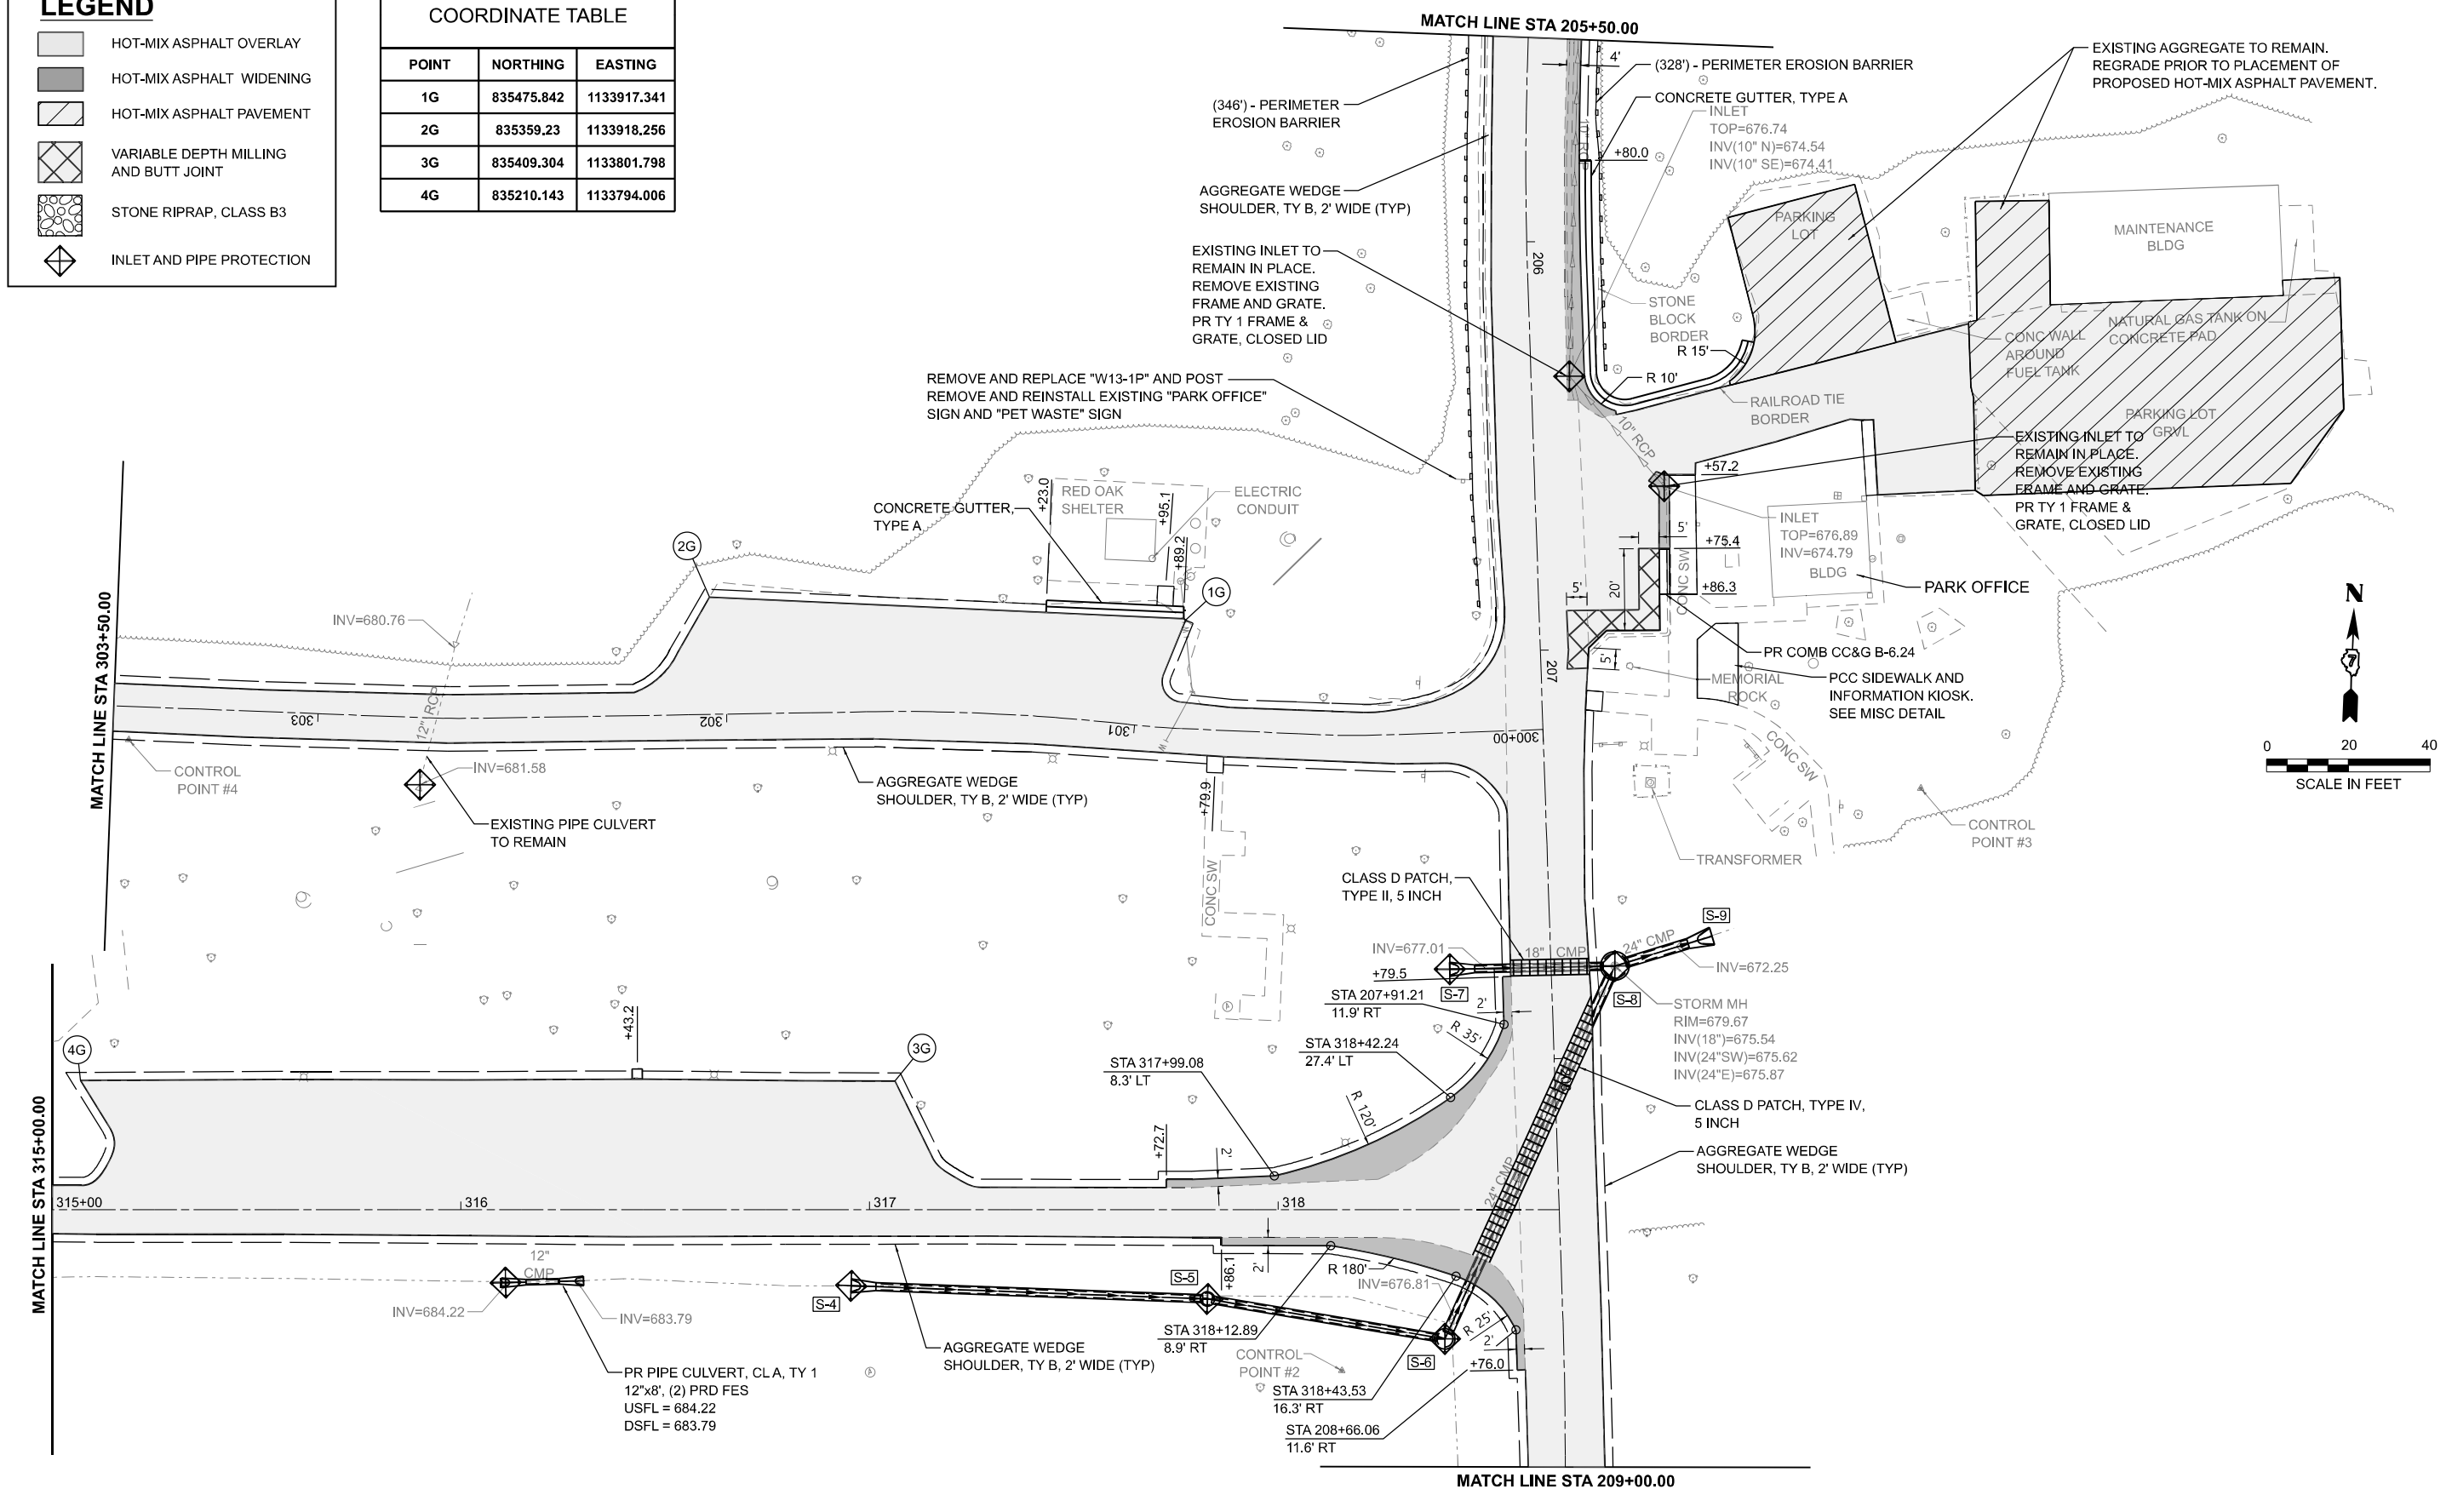 LEGEND
HOT-MIX ASPHALT OVERLAY
HOT-MIX ASPHALT WIDENING
HOT-MIX ASPHALT PAVEMENT
VARIABLE DEPTH MILLING
AND BUTT JOINT
STONE RIPRAP, CLASS B3
INLET AND PIPE PROTECTION
COORDINATE TABLE
POINT NORTHING EASTING
1G 835475.842 1133917.341
2G 835359.23 1133918.256
3G 835409.304 1133801.798
4G 835210.143 1133794.006
MATCH LINE STA 205+50.00
4'
(328') - PERIMETER EROSION BARRIER
CONCRETE GUTTER, TYPE A
INLET
TOP=676.74
INV(10" N)=674.54
INV(10" SE)=674.41
+80.0
(346') - PERIMETER
EROSION BARRIER
AGGREGATE WEDGE
SHOULDER, TY B, 2' WIDE (TYP)
EXISTING INLET TO
REMAIN IN PLACE.
REMOVE EXISTING
FRAME AND GRATE.
PR TY 1 FRAME &
GRATE, CLOSED LID
206
EXISTING AGGREGATE TO REMAIN.
REGRADE PRIOR TO PLACEMENT OF
PROPOSED HOT-MIX ASPHALT PAVEMENT.
PARKING
LOT
MAINTENANCE
BLDG
STONE
BLOCK
BORDER
R 15'
R 10'
CONC WALL
AROUND
FUEL TANK
NATURAL GAS TANK ON
CONCRETE PAD
RAILROAD TIE
BORDER
PARKING LOT
GRVL
10" RCP
EXISTING INLET TO
REMAIN IN PLACE.
REMOVE EXISTING
FRAME AND GRATE.
PR TY 1 FRAME &
GRATE, CLOSED LID
REMOVE AND REPLACE "W13-1P" AND POST
REMOVE AND REINSTALL EXISTING "PARK OFFICE"
SIGN AND "PET WASTE" SIGN
+57.2
INLET
TOP=676.89
INV=674.79
BLDG
PARK OFFICE
5'
+75.4
+86.3
20'
5'
5'
CONC SW
PR COMB CC&G B-6.24
MEMORIAL
ROCK
PCC SIDEWALK AND
INFORMATION KIOSK.
SEE MISC DETAIL
207
CONC SW
TRANSFORMER
CONTROL
POINT #3
N
7
0 20 40
SCALE IN FEET
CONCRETE GUTTER,
TYPE A
+23.0
RED OAK
SHELTER
+95.1
+89.2
ELECTRIC
CONDUIT
2G
1G
MATCH LINE STA 303+50.00
INV=680.76
12" RCP
303
302
301
300+00
CONTROL
POINT #4
INV=681.58
EXISTING PIPE CULVERT
TO REMAIN
AGGREGATE WEDGE
SHOULDER, TY B, 2' WIDE (TYP)
+79.9
CONC SW
CLASS D PATCH,
TYPE II, 5 INCH
INV=677.01
18" CMP
24" CMP
S-9
INV=672.25
+79.5
S-7
S-8
STORM MH
RIM=679.67
INV(18")=675.54
INV(24"SW)=675.62
INV(24"E)=675.87
STA 207+91.21
11.9' RT
2'
R 35'
STA 318+42.24
27.4' LT
STA 317+99.08
8.3' LT
R 120'
+72.7
2'
CLASS D PATCH, TYPE IV,
5 INCH
AGGREGATE WEDGE
SHOULDER, TY B, 2' WIDE (TYP)
24" CMP
4G
+43.2
3G
MATCH LINE STA 315+00.00
315+00
316
317
318
12"
CMP
INV=684.22
INV=683.79
PR PIPE CULVERT, CL A, TY 1
12"x8', (2) PRD FES
USFL = 684.22
DSFL = 683.79
S-4
S-5
+86.1
2'
R 180'
INV=676.81
AGGREGATE WEDGE
SHOULDER, TY B, 2' WIDE (TYP)
STA 318+12.89
8.9' RT
CONTROL
POINT #2
S-6
R 25'
2'
+76.0
STA 318+43.53
16.3' RT
STA 208+66.06
11.6' RT
MATCH LINE STA 209+00.00